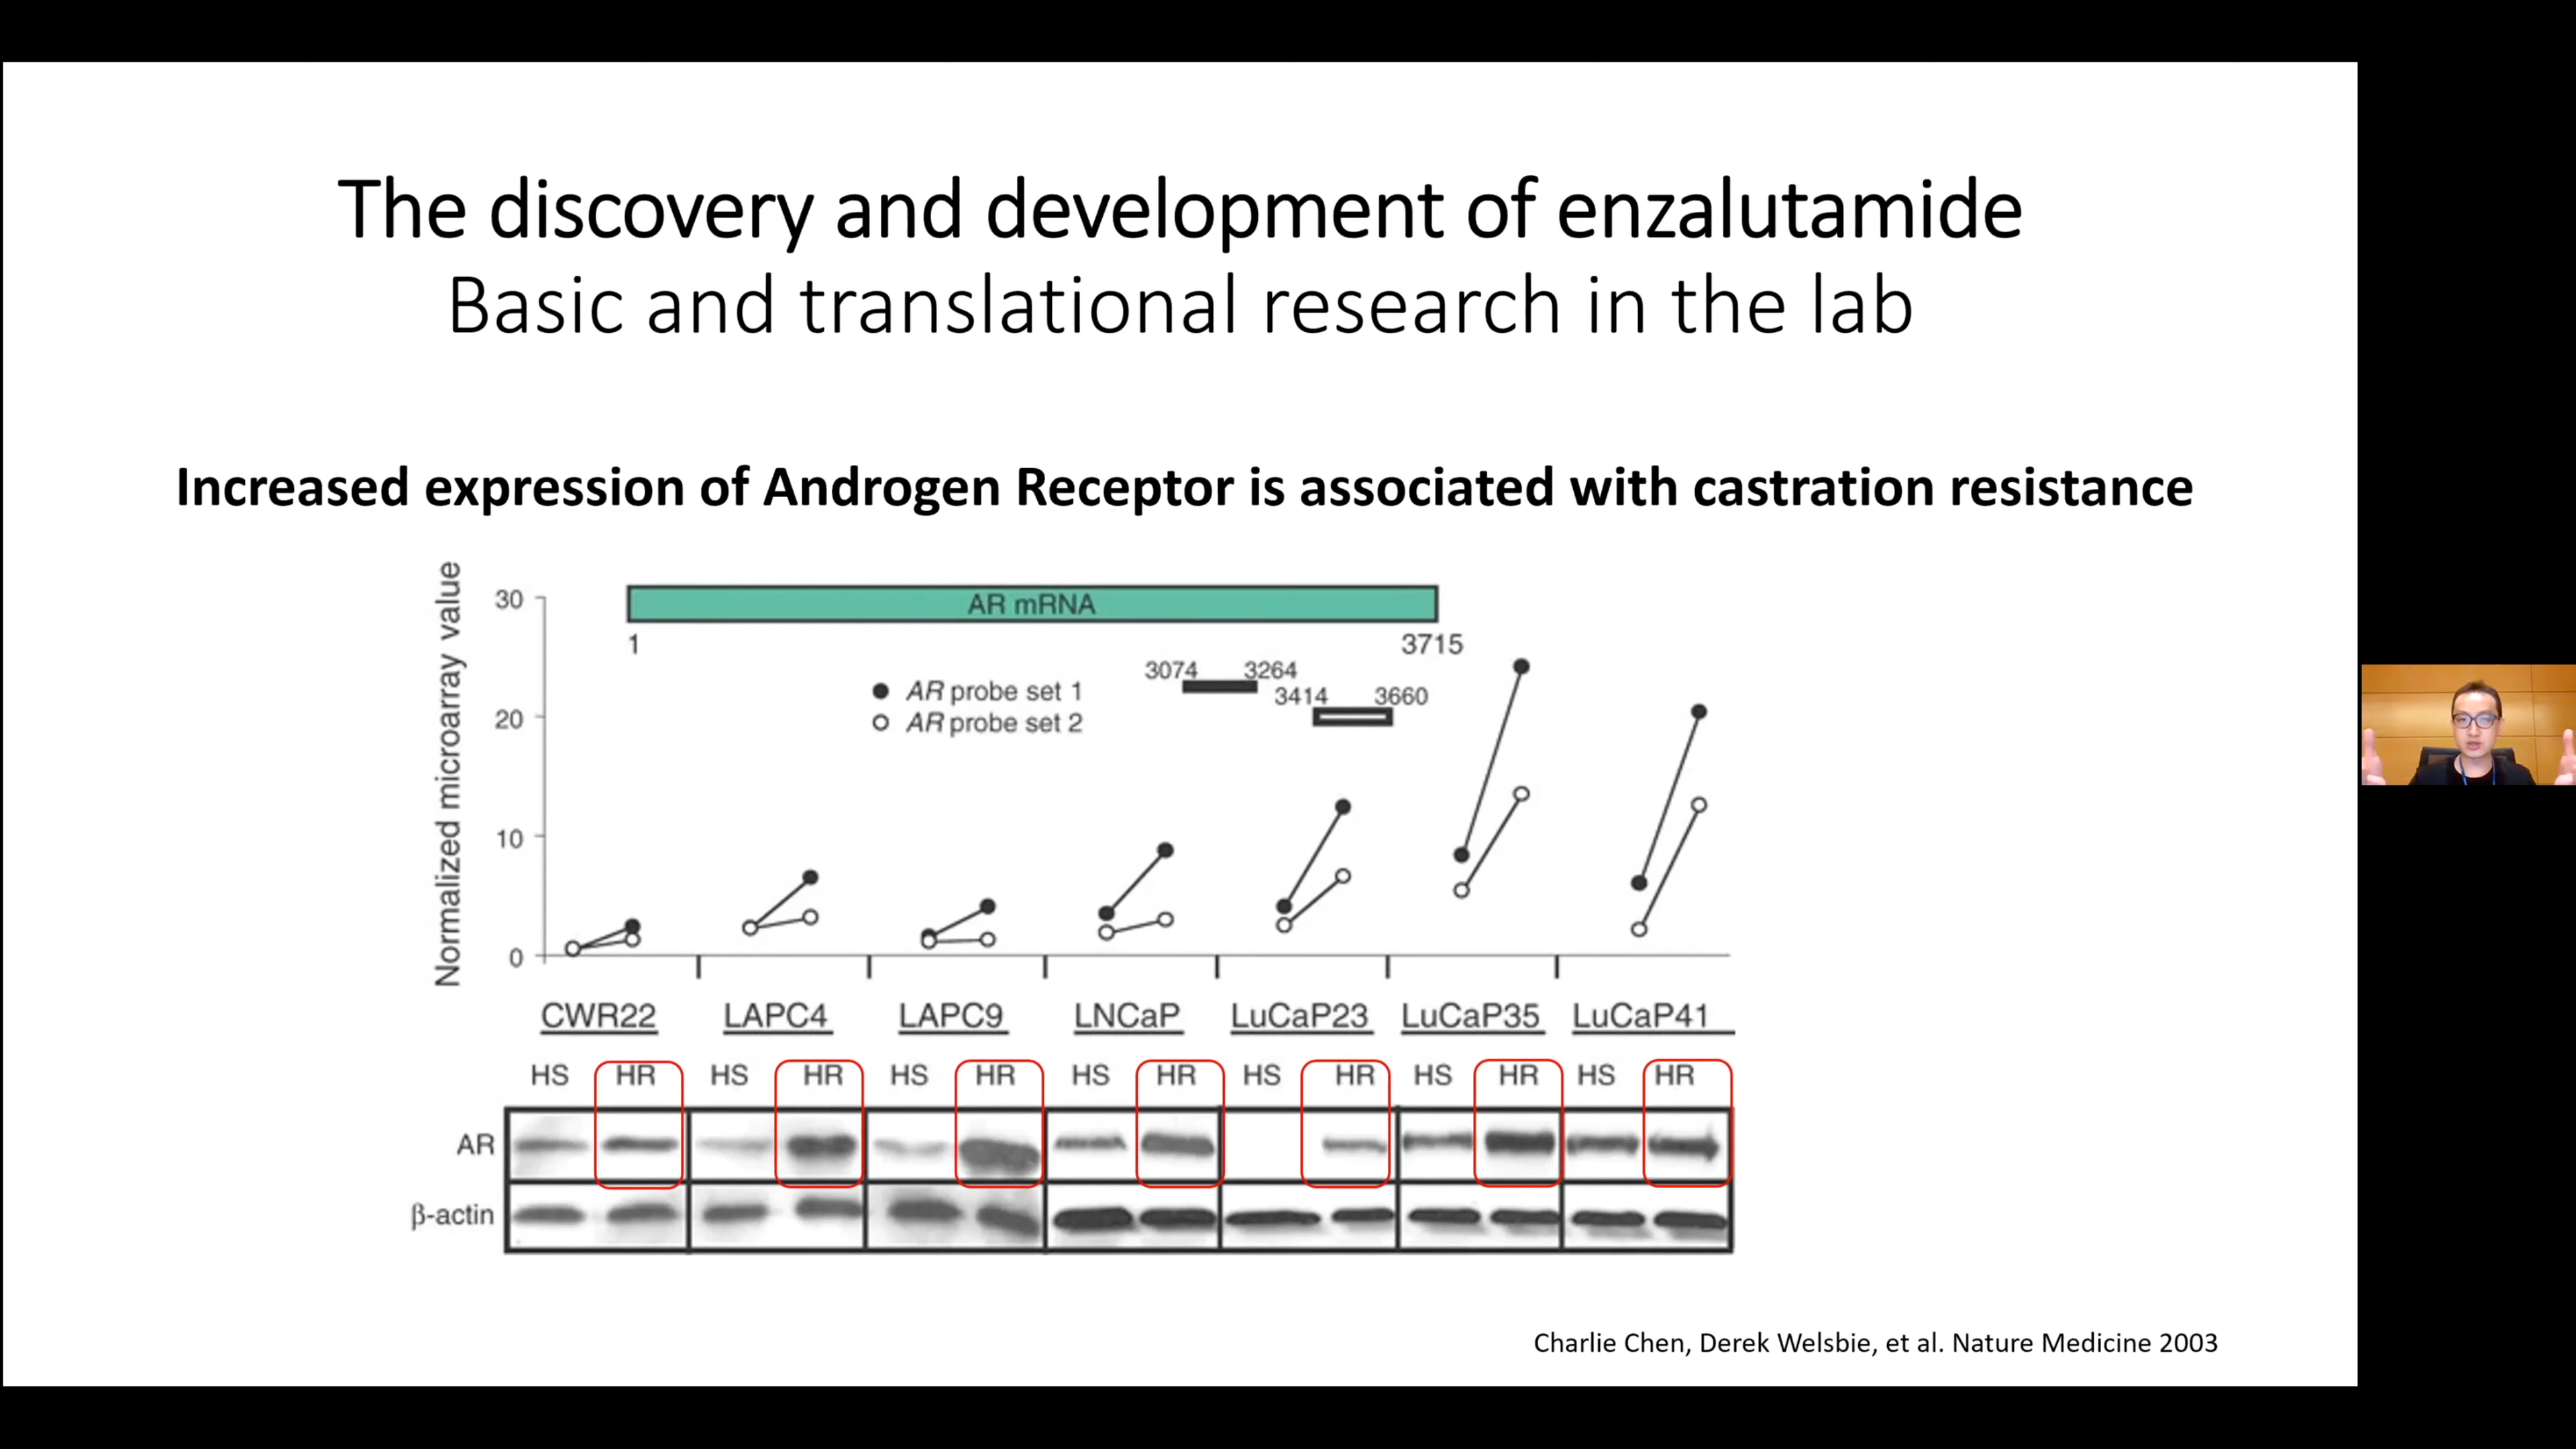 The discovery and development of enzalutamide
Basic and translational research in the lab
Increased expression of Androgen Receptor is associated with castration resistance
Normalized microarray value
30
20
10
0
AR mRNA
1
3715
AR probe set 1
AR probe set 2
3074
3264
3414
3660
CWR22 LAPC4 LAPC9 LNCaP LuCaP23 LuCaP35 LuCaP41
HS HR HS HR HS HR HS HR HS HR HS HR HS HR
AR
β-actin
Charlie Chen, Derek Welsbie, et al. Nature Medicine 2003